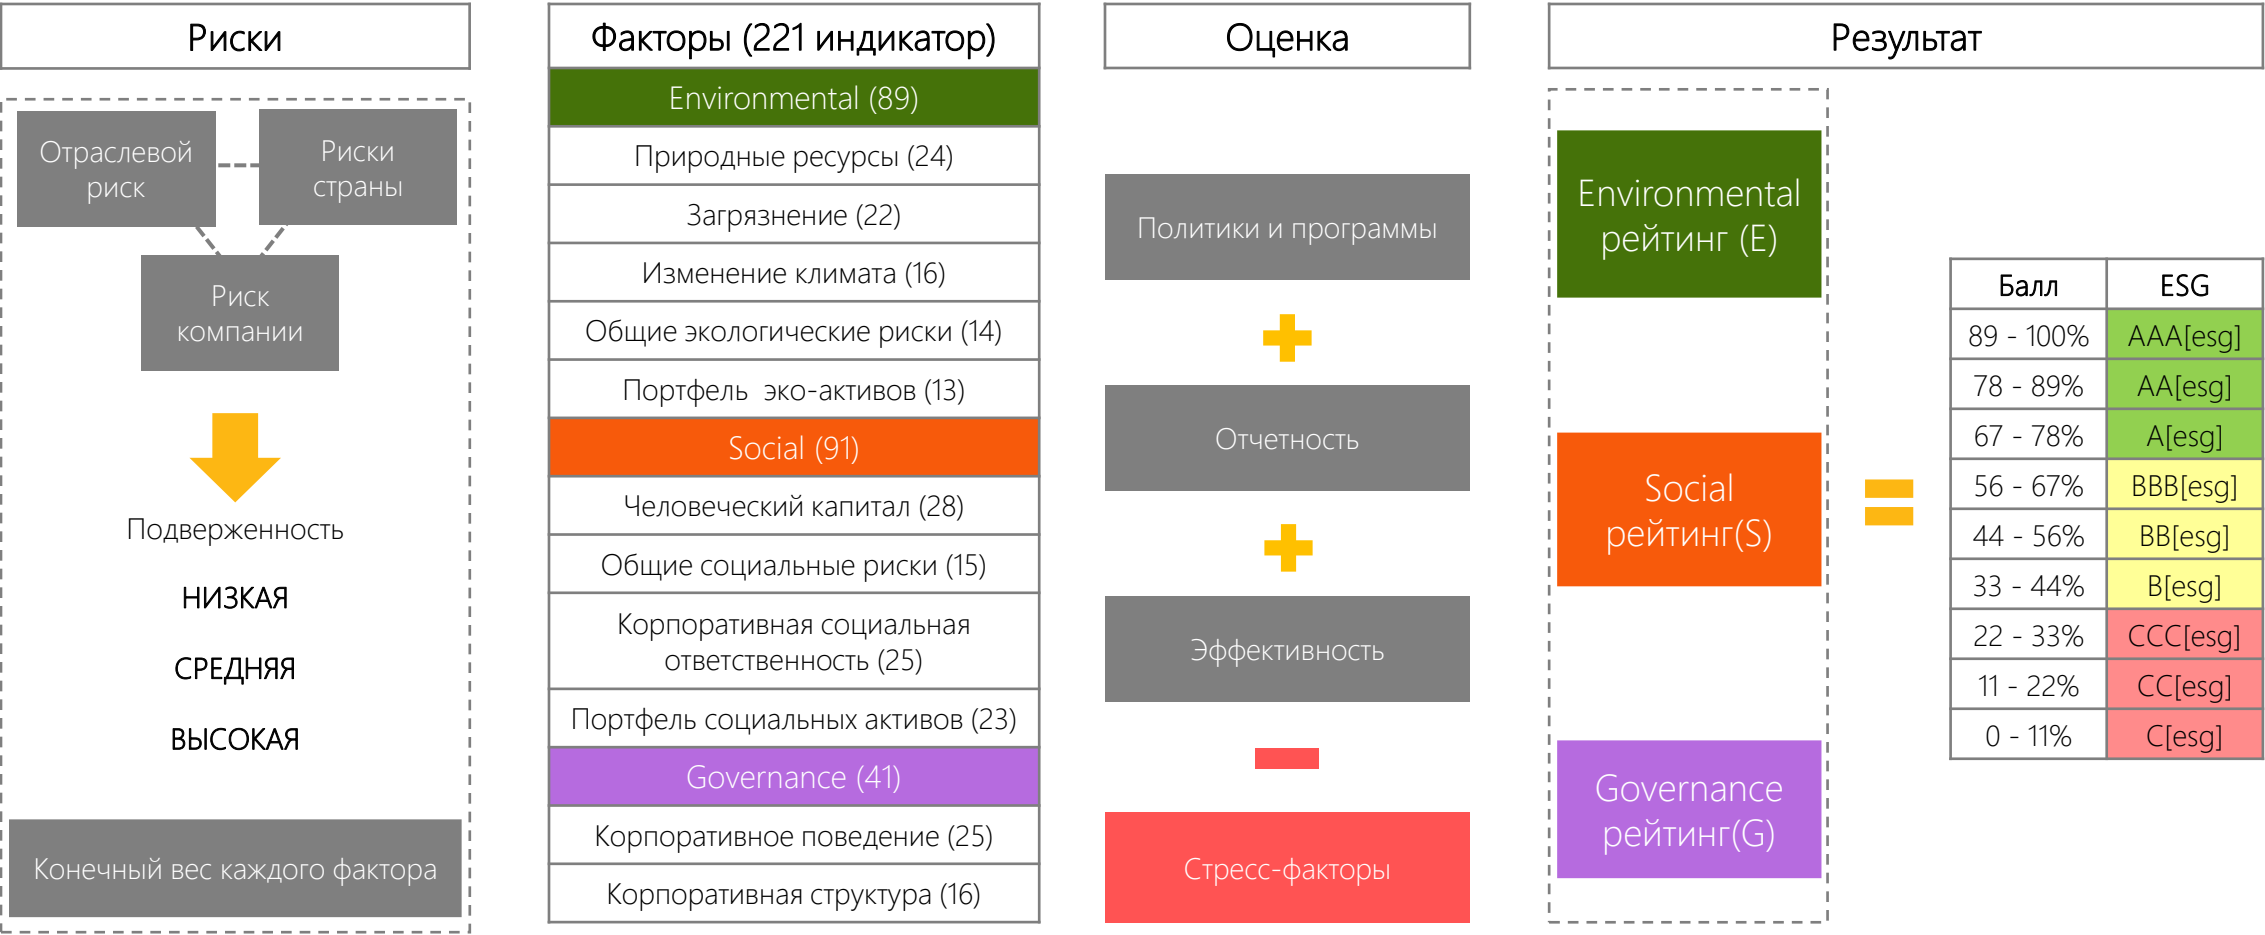 Риски
Отраслевой
риск
Риски
страны
Риск
компании
Подверженность
НИЗКАЯ
СРЕДНЯЯ
ВЫСОКАЯ
Конечный вес каждого фактора
Факторы (221 индикатор)
Environmental (89)
Природные ресурсы (24)
Загрязнение (22)
Изменение климата (16)
Общие экологические риски (14)
Портфель эко-активов (13)
Social (91)
Человеческий капитал (28)
Общие социальные риски (15)
Корпоративная социальная
ответственность (25)
Портфель социальных активов (23)
Governance (41)
Корпоративное поведение (25)
Корпоративная структура (16)
Оценка
Политики и программы
+
Отчетность
+
Эффективность
–
Стресс-факторы
Результат
Environmental
рейтинг (E)
Social
рейтинг(S)
Governance
рейтинг(G)
=
Балл ESG
89 - 100% AAA[esg]
78 - 89% AA[esg]
67 - 78% A[esg]
56 - 67% BBB[esg]
44 - 56% BB[esg]
33 - 44% B[esg]
22 - 33% CCC[esg]
11 - 22% CC[esg]
0 - 11% C[esg]